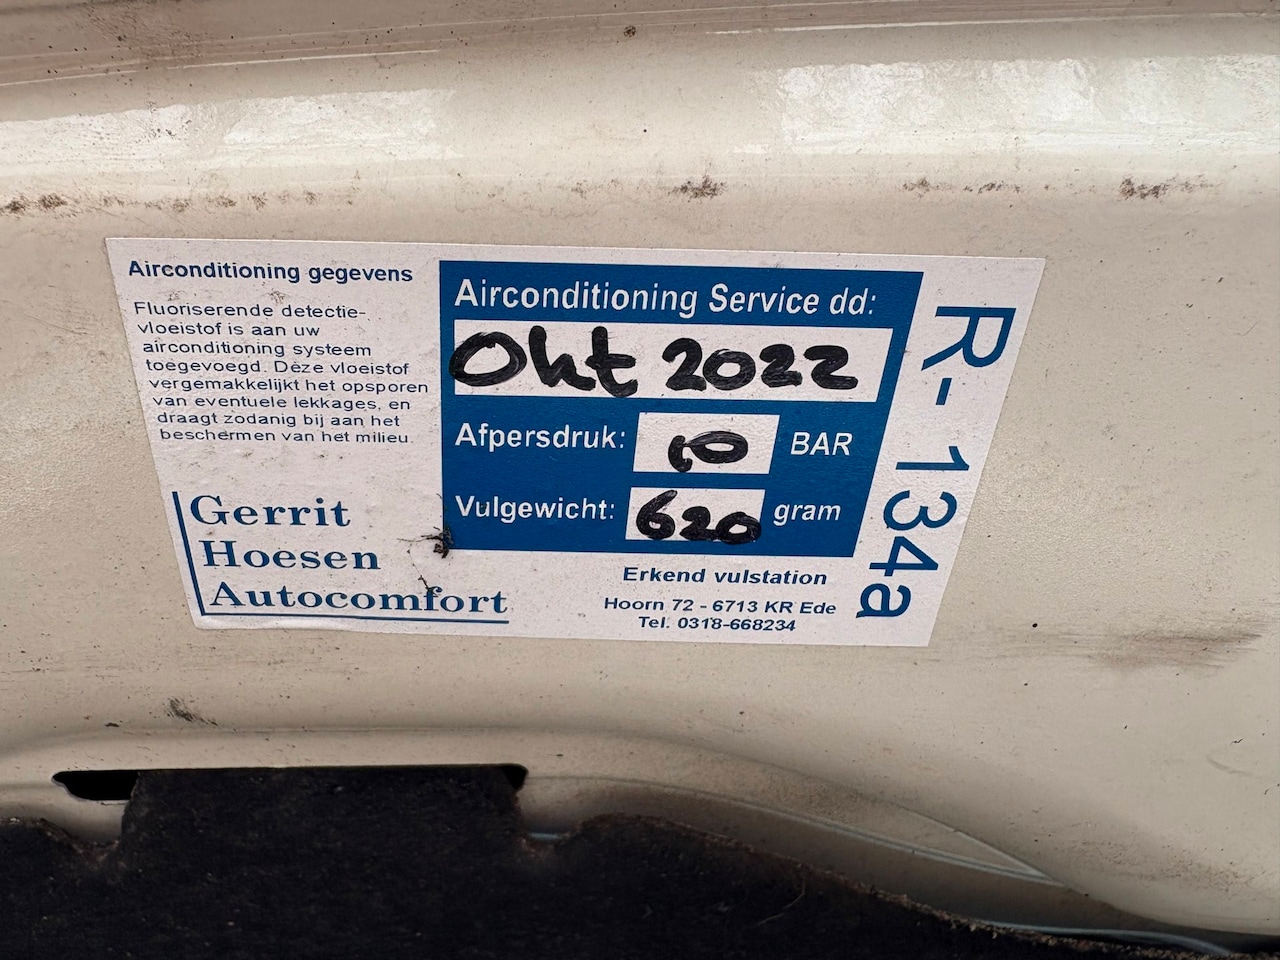 Airconditioning gegevens
Fluoriserende detectie-
vloeistof is aan uw
airconditioning systeem
toegevoegd. Deze vloeistof
vergemakkelijkt het opsporen
van eventuele lekkages, en
draagt zodanig bij aan het
beschermen van het milieu.
Gerrit
Hoesen
Autocomfort
Airconditioning Service dd:
Okt 2022
Afpersdruk: 10 BAR
Vulgewicht: 620 gram
Erkend vulstation
Hoorn 72 - 6713 KR Ede
Tel. 0318-668234
R-134a